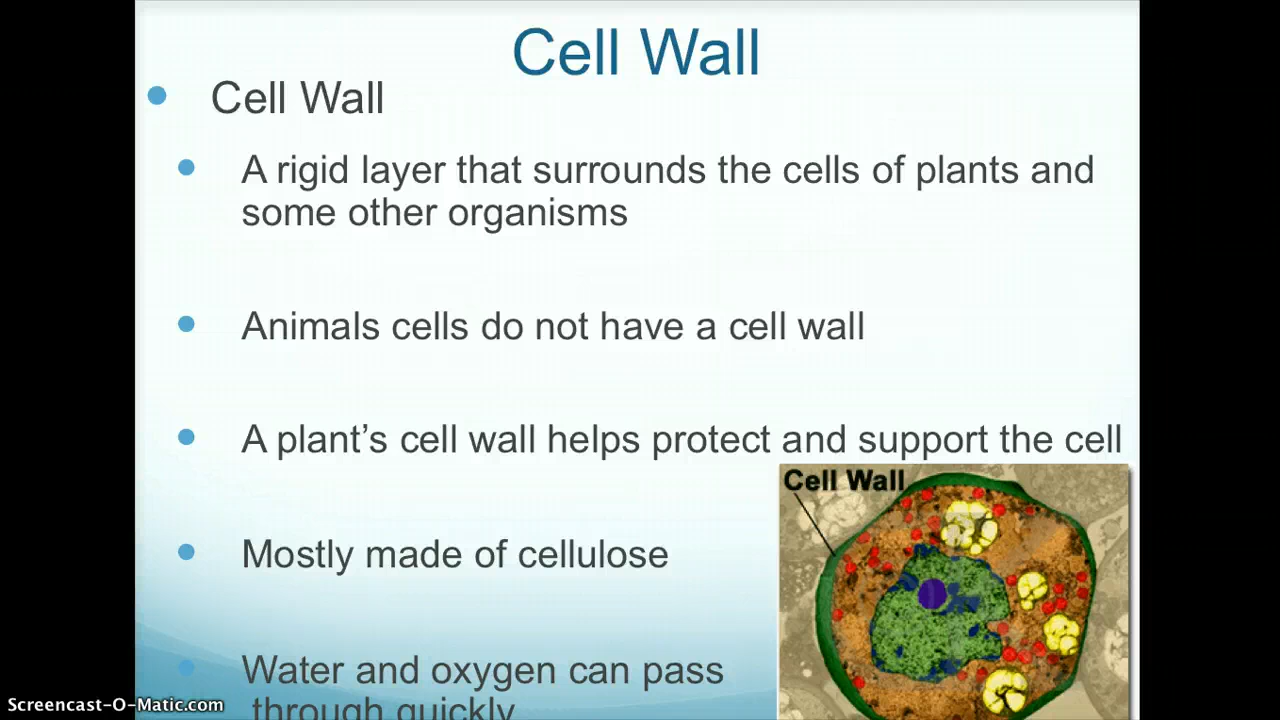 Cell Wall
Cell Wall
A rigid layer that surrounds the cells of plants and
some other organisms
Animals cells do not have a cell wall
A plant’s cell wall helps protect and support the cell
Cell Wall
Mostly made of cellulose
Water and oxygen can pass
through quickly
Screencast-O-Matic.com